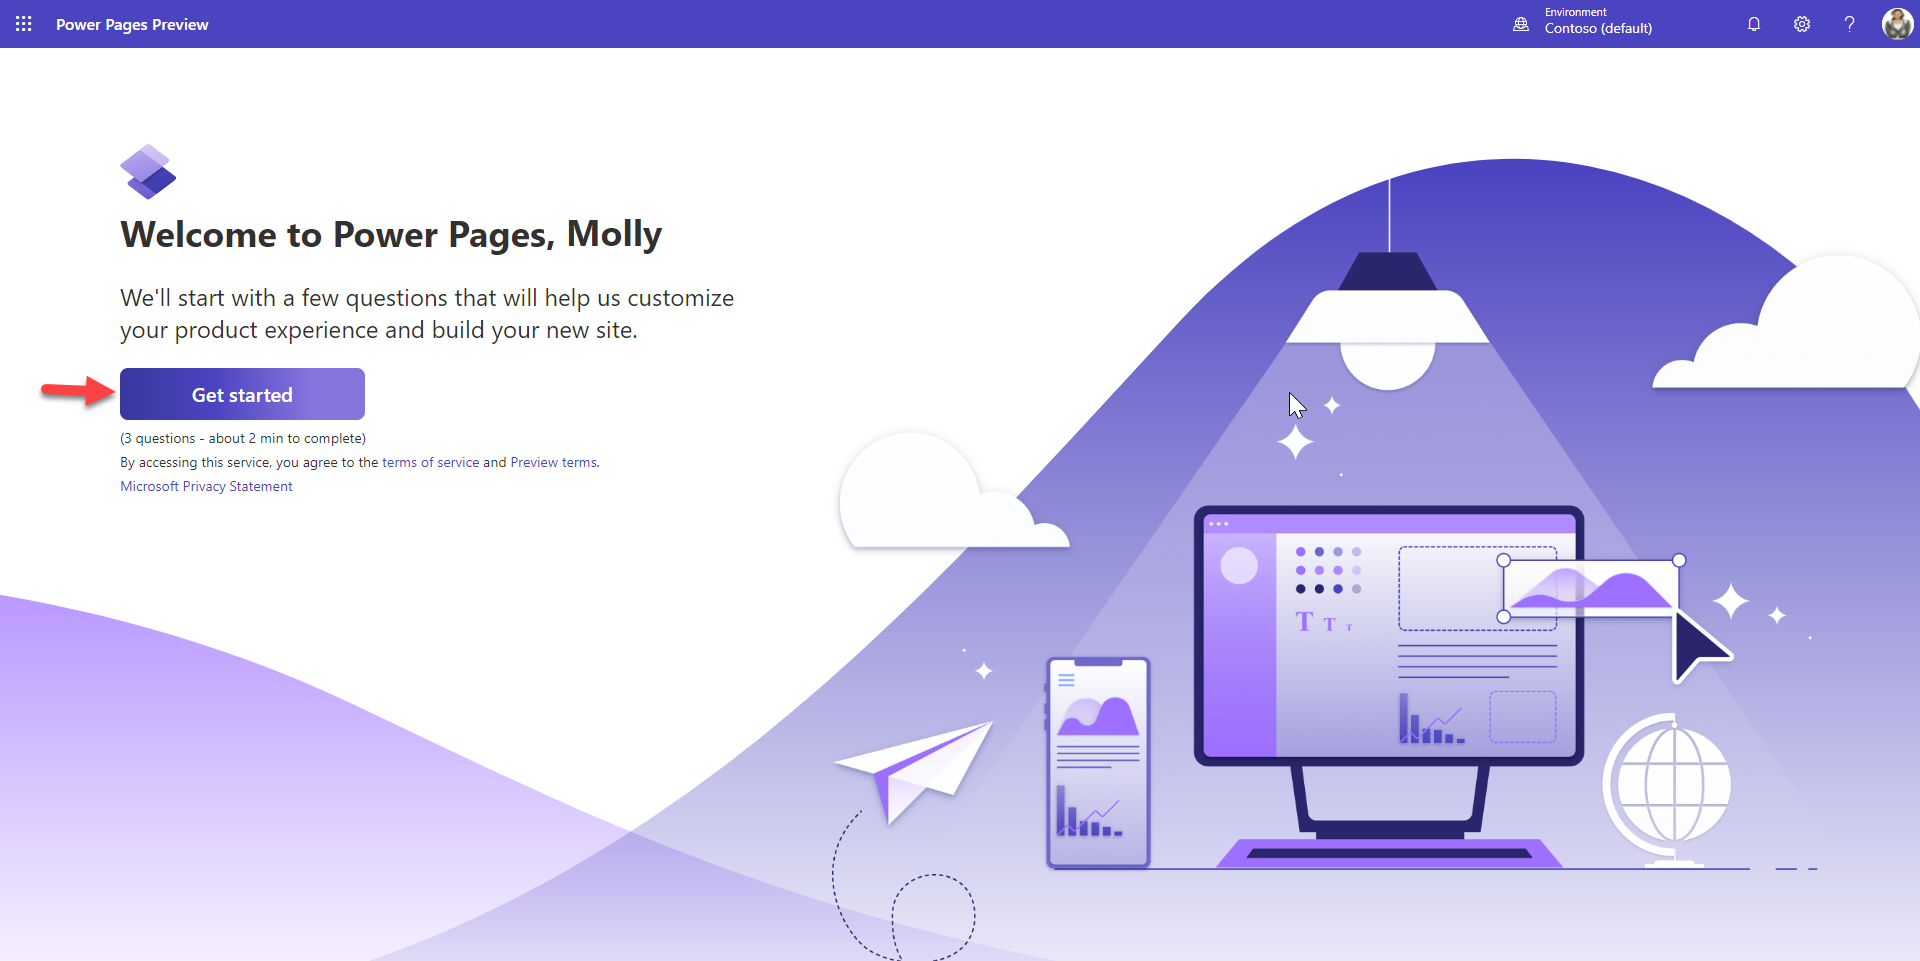 Power Pages Preview
Environment
Contoso (default)
Welcome to Power Pages, Molly
We'll start with a few questions that will help us customize
your product experience and build your new site.
Get started
(3 questions - about 2 min to complete)
By accessing this service, you agree to the terms of service and Preview terms.
Microsoft Privacy Statement
T T T